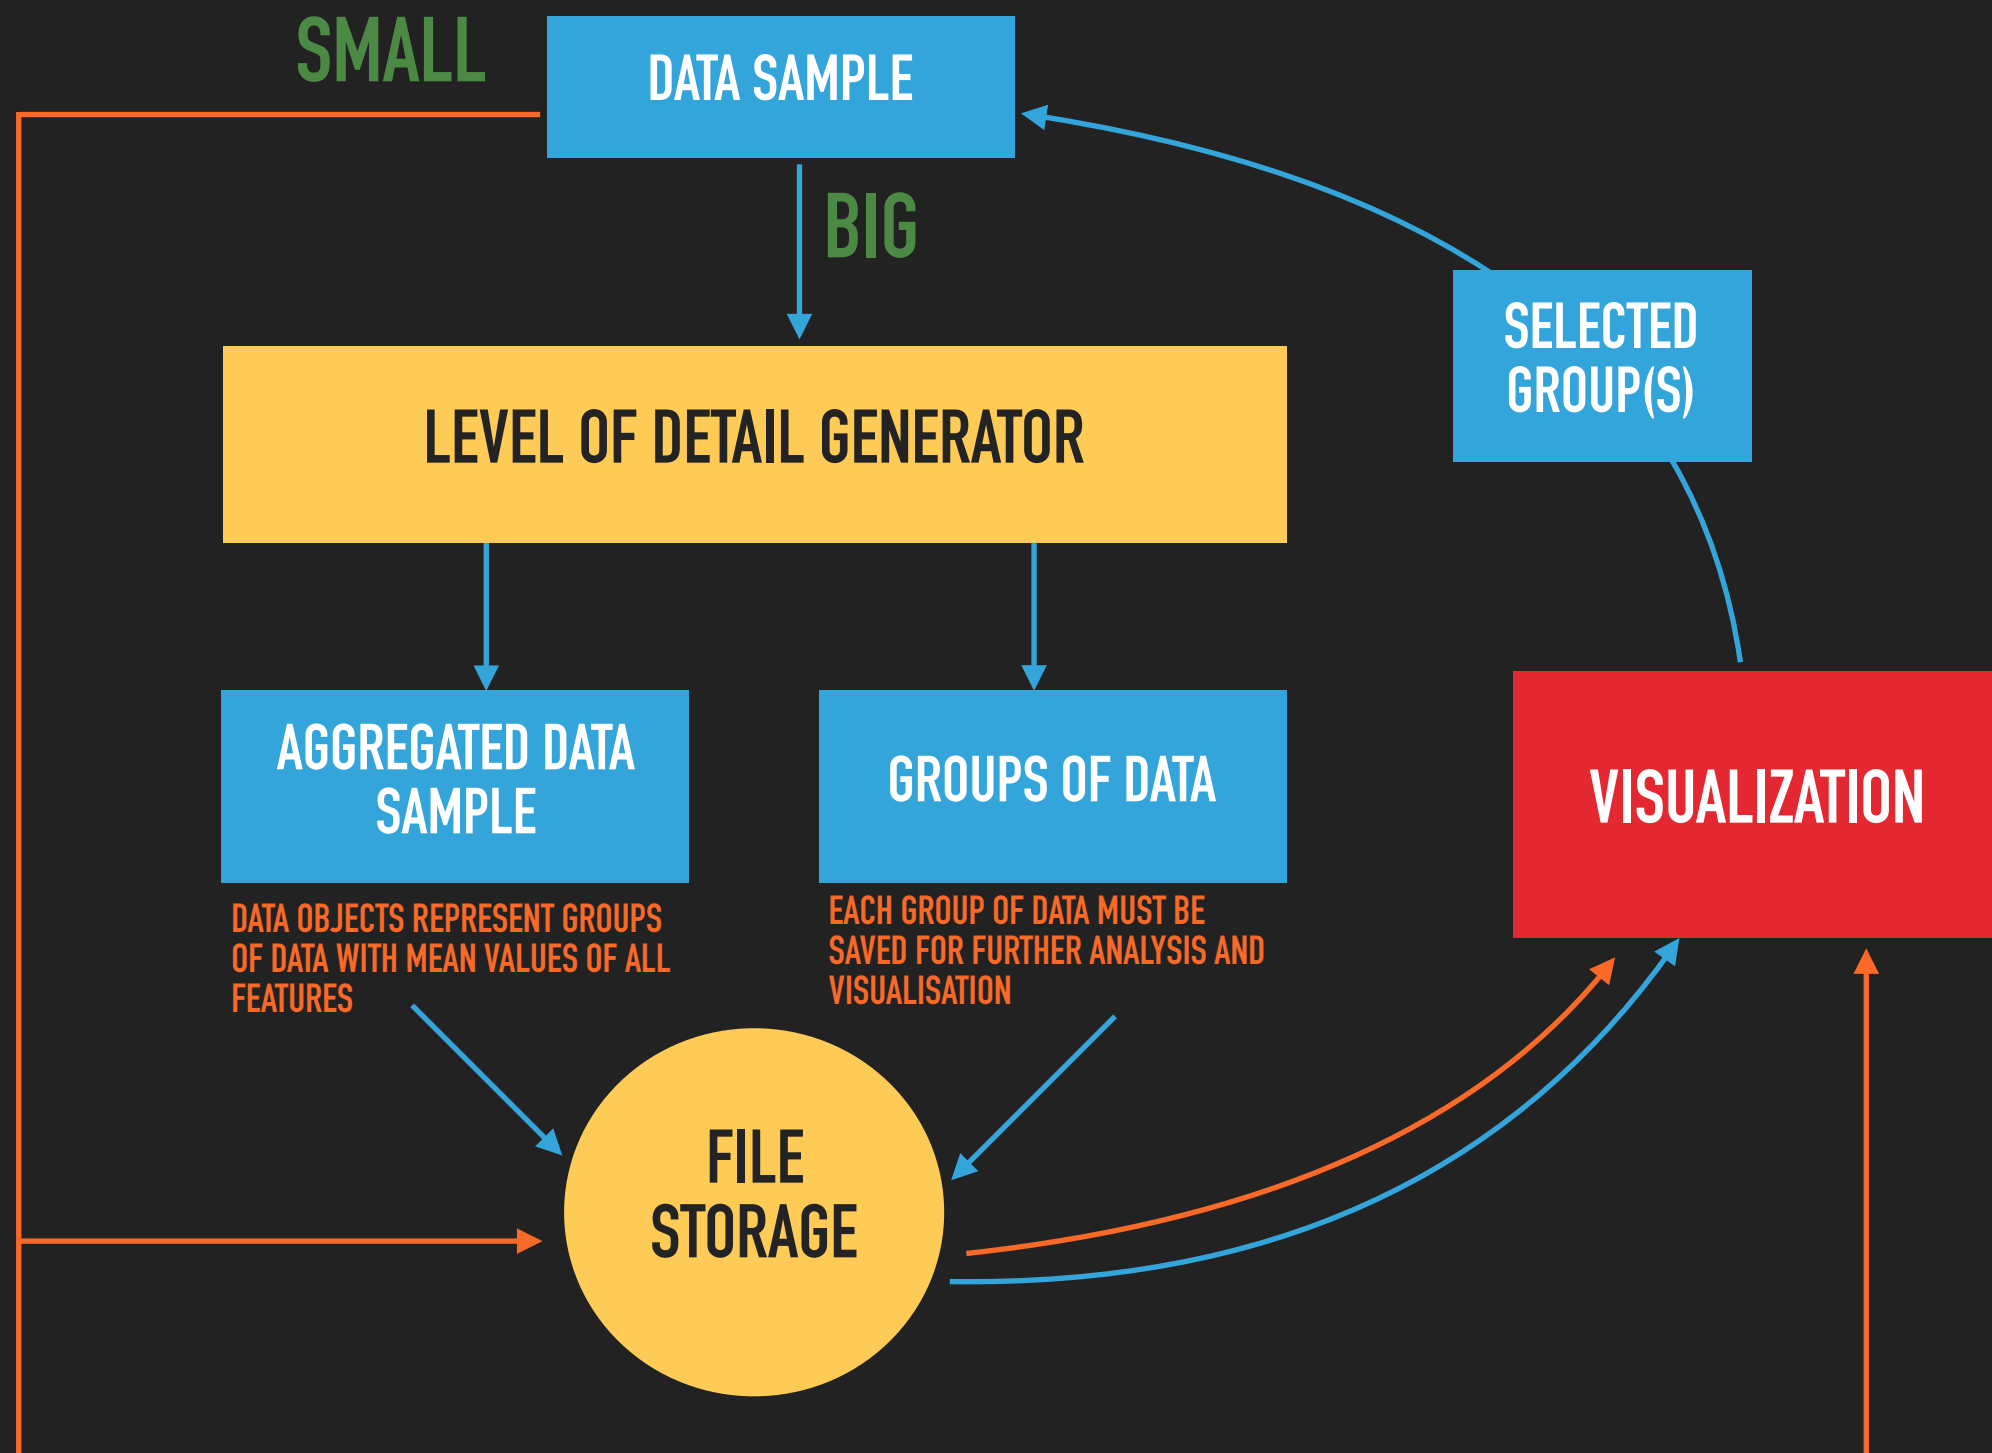 SMALL
DATA SAMPLE
BIG
SELECTED
GROUP(S)
LEVEL OF DETAIL GENERATOR
AGGREGATED DATA
SAMPLE
GROUPS OF DATA
VISUALIZATION
DATA OBJECTS REPRESENT GROUPS
OF DATA WITH MEAN VALUES OF ALL
FEATURES
EACH GROUP OF DATA MUST BE
SAVED FOR FURTHER ANALYSIS AND
VISUALISATION
FILE
STORAGE